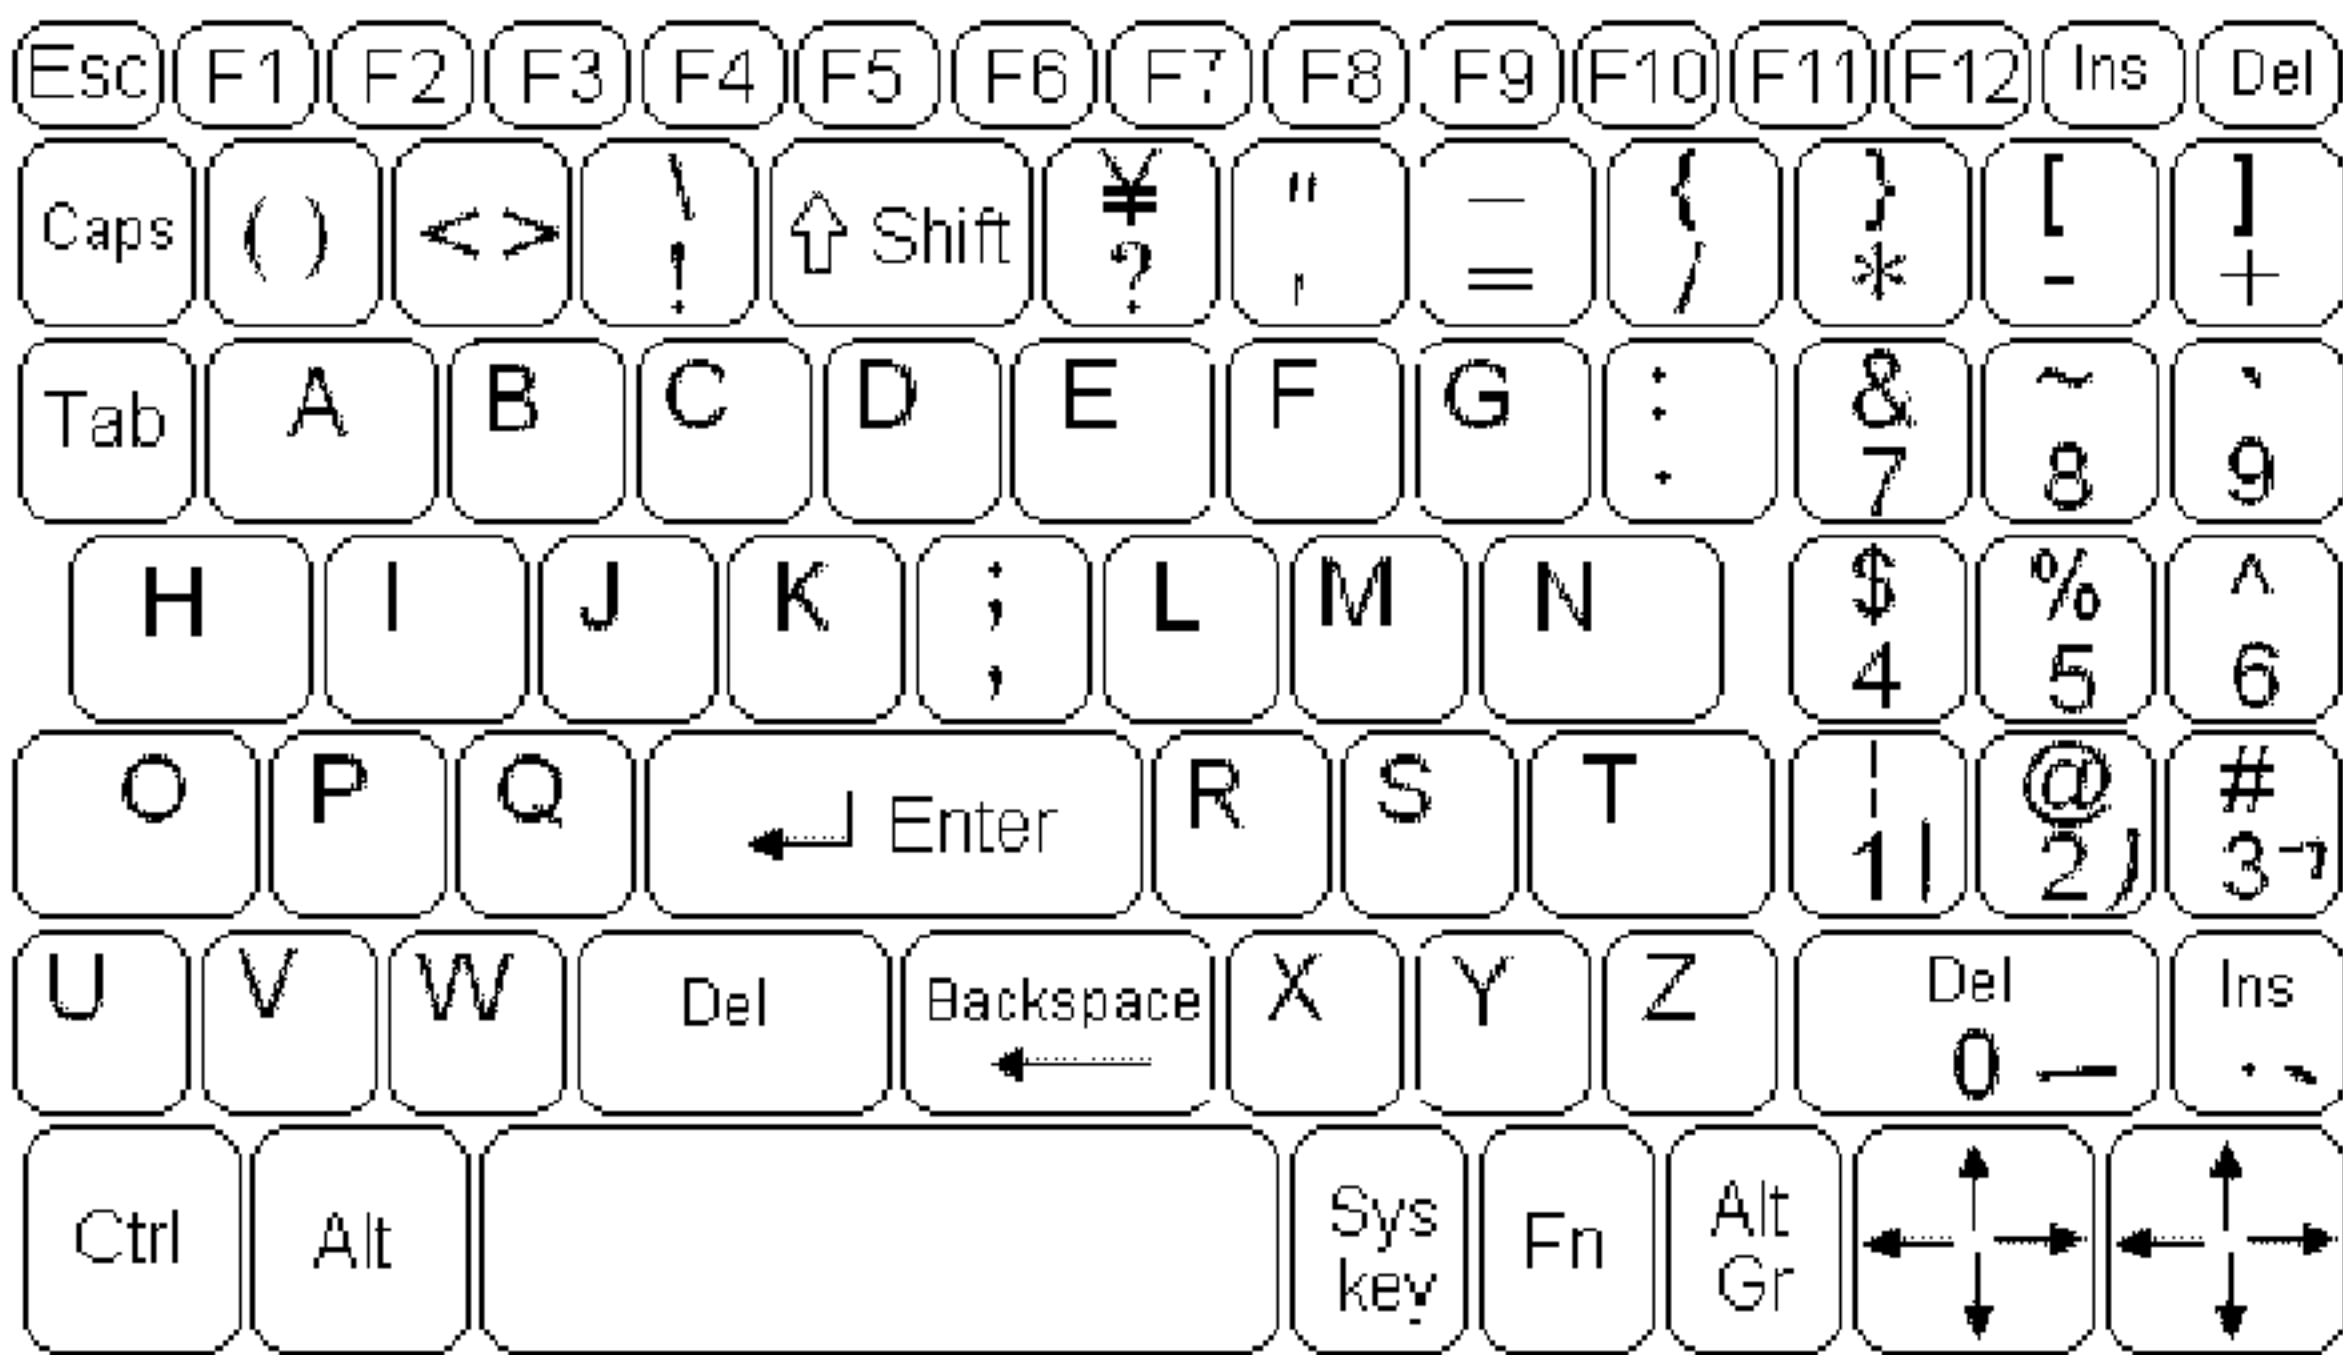 Esc F1 F2 F3 F4 F5 F6 F7 F8 F9 F10 F11 F12 Ins Del
Caps ( ) < > \ ! Shift ¥ ? " ' _ = { / } * [ - ] +
Tab A B C D E F G : . & 7 ~ 8 ` 9
H I J K ; , L M N $ 4 % 5 ^ 6
O P Q Enter R S T ¦ 1 | @ 2 ) # 3 ¬
U V W Del Backspace X Y Z Del 0 — Ins .
Ctrl Alt Sys key Fn Alt Gr